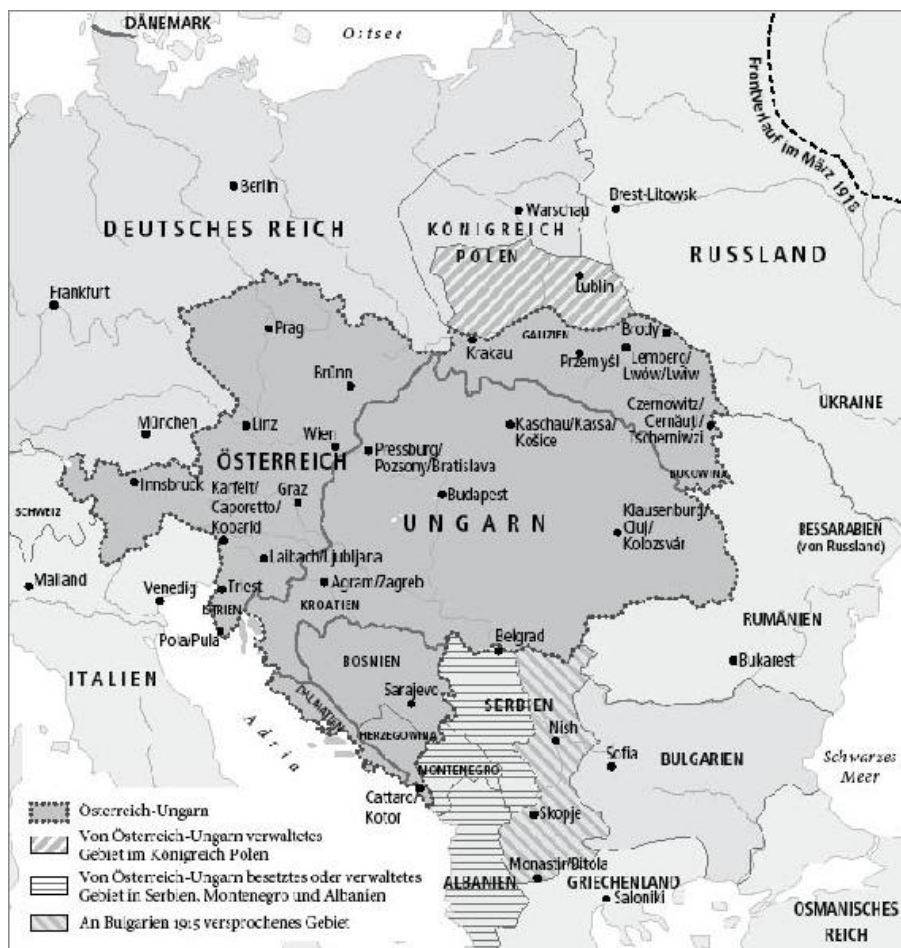 DÄNEMARK
Ostsee
Frontverlauf im März 1918
Berlin
DEUTSCHES REICH
Warschau
Brest-Litowsk
KÖNIGREICH
POLEN
RUSSLAND
Lublin
Frankfurt
Prag
Krakau
GALIZIEN
Brody
Przemyśl
Lemberg/
Lwów/Lwiw
Brünn
UKRAINE
Czernowitz/
Cernăuți/
Tscherniwzi
München
Linz
Wien
Kaschau/Kassa/
Košice
Pressburg/
Pozsony/Bratislava
ÖSTERREICH
BUKOWINA
Innsbruck
Karfeit/
Caporetto/
Kobarid
Graz
Budapest
SCHWEIZ
UNGARN
Klausenburg/
Cluj/
Kolozsvár
BESSARABIEN
(von Russland)
Laibach/Ljubljana
Mailand
Venedig
Triest
Agram/Zagreb
KROATIEN
ISTRIEN
Pola/Pula
RUMÄNIEN
Belgrad
Bukarest
ITALIEN
BOSNIEN
Sarajevo
SERBIEN
DALMATIEN
HERZEGOWINA
Nish
Adria
Sofia
BULGARIEN
Schwarzes
Meer
MONTENEGRO
Cattaro/
Kotor
Skopje
Monastir/Bitola
ALBANIEN
GRIECHENLAND
Saloniki
OSMANISCHES
REICH
Österreich-Ungarn
Von Österreich-Ungarn verwaltetes
Gebiet im Königreich Polen
Von Österreich-Ungarn besetztes oder verwaltetes
Gebiet in Serbien, Montenegro und Albanien
An Bulgarien 1915 versprochenes Gebiet